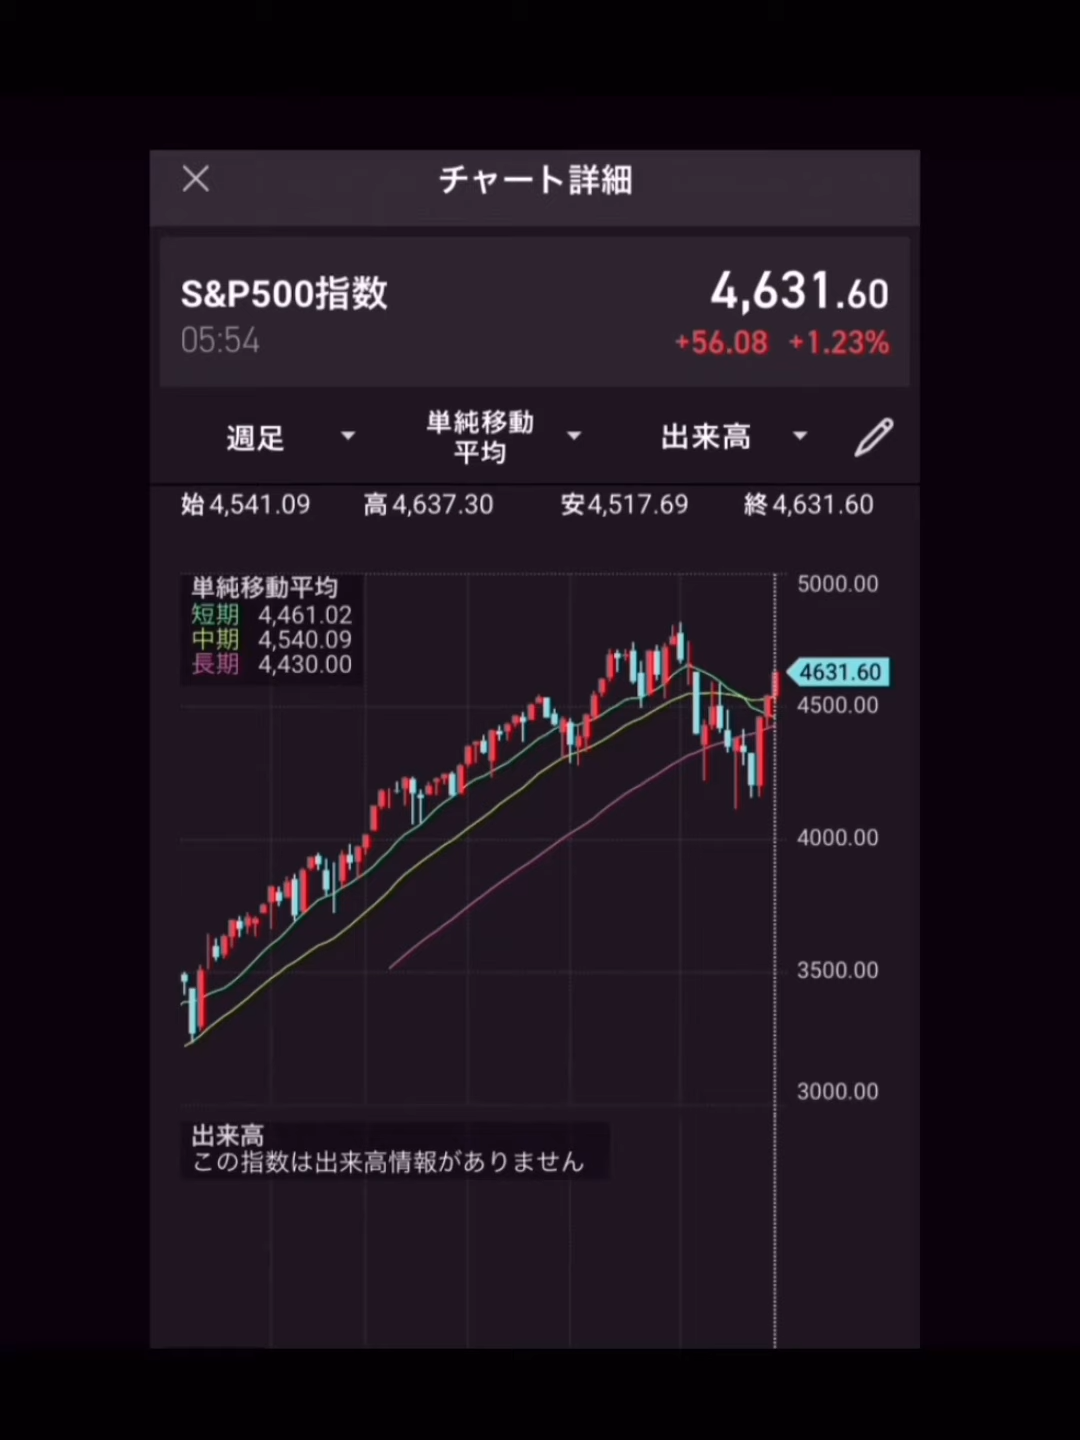 チャート詳細
S&P500指数
4,631.60
05:54
+56.08 +1.23%
週足
単純移動
平均
出来高
始4,541.09 高4,637.30 安4,517.69 終4,631.60
単純移動平均
短期 4,461.02
中期 4,540.09
長期 4,430.00
5000.00
4631.60
4500.00
4000.00
3500.00
3000.00
出来高
この指数は出来高情報がありません